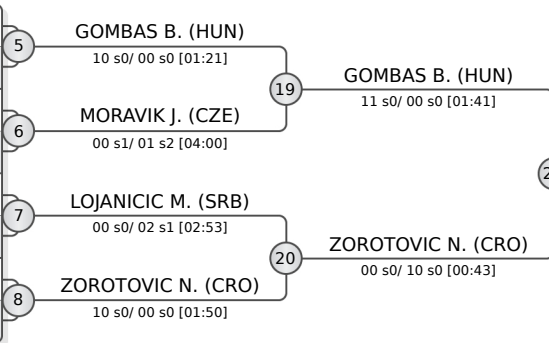 GOMBAS B. (HUN)
5
10 s0/ 00 s0 [01:21]
GOMBAS B. (HUN)
19
11 s0/ 00 s0 [01:41]
MORAVIK J. (CZE)
6
00 s1/ 01 s2 [04:00]
LOJANICIC M. (SRB)
7
00 s0/ 02 s1 [02:53]
ZOROTOVIC N. (CRO)
20
00 s0/ 10 s0 [00:43]
ZOROTOVIC N. (CRO)
8
10 s0/ 00 s0 [01:50]